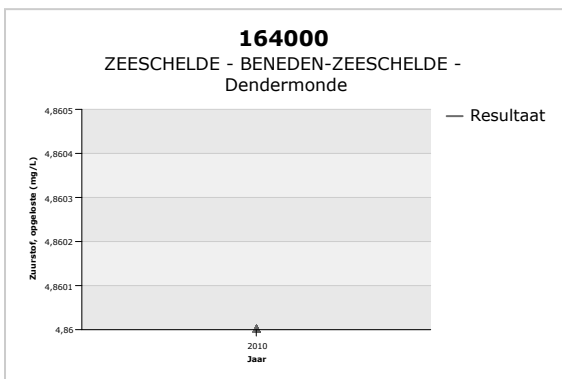 164000
ZEESCHELDE - BENEDEN-ZEESCHELDE -
Dendermonde
Resultaat
Zuurstof, opgeloste (mg/L)
4,8605
4,8604
4,8603
4,8602
4,8601
4,86
2010
Jaar